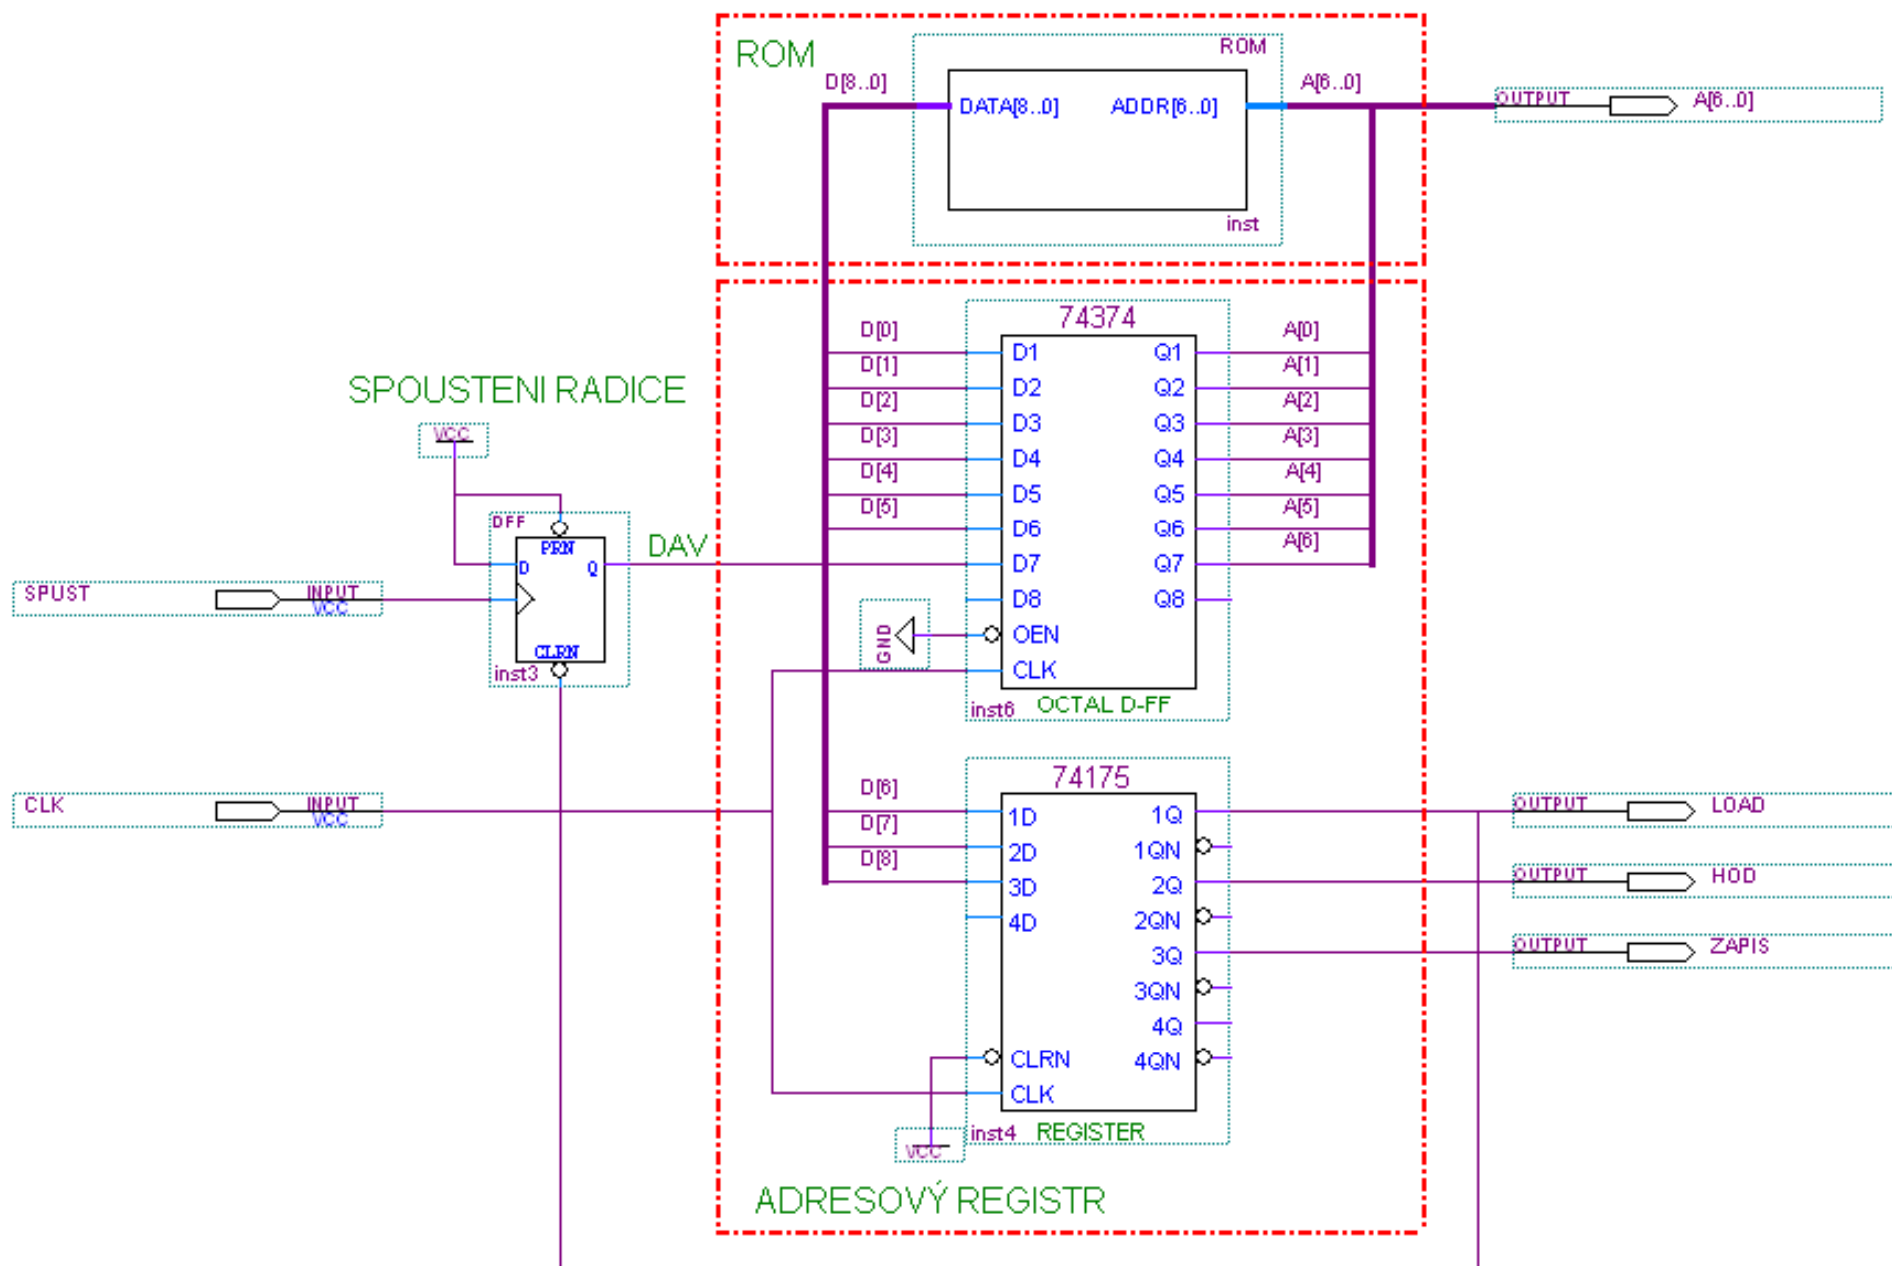 ROM
ROM
D[8..0]
A[6..0]
DATA[8..0] ADDR[6..0]
OUTPUT
A[6..0]
inst
74374
D[0]
D[1]
D[2]
D[3]
D[4]
D[5]
D1
D2
D3
D4
D5
D6
D7
D8
OEN
CLK
Q1
Q2
Q3
Q4
Q5
Q6
Q7
Q8
A[0]
A[1]
A[2]
A[3]
A[4]
A[5]
A[6]
inst6
OCTAL D-FF
GND
SPOUSTENI RADICE
VCC
DFF
PRN
D Q
CLRN
inst3
DAV
SPUST
INPUT
VCC
CLK
INPUT
VCC
74175
D[6]
D[7]
D[8]
1D
2D
3D
4D
CLRN
CLK
1Q
1QN
2Q
2QN
3Q
3QN
4Q
4QN
inst4
REGISTER
VCC
OUTPUT
LOAD
OUTPUT
HOD
OUTPUT
ZAPIS
ADRESOVÝ REGISTR